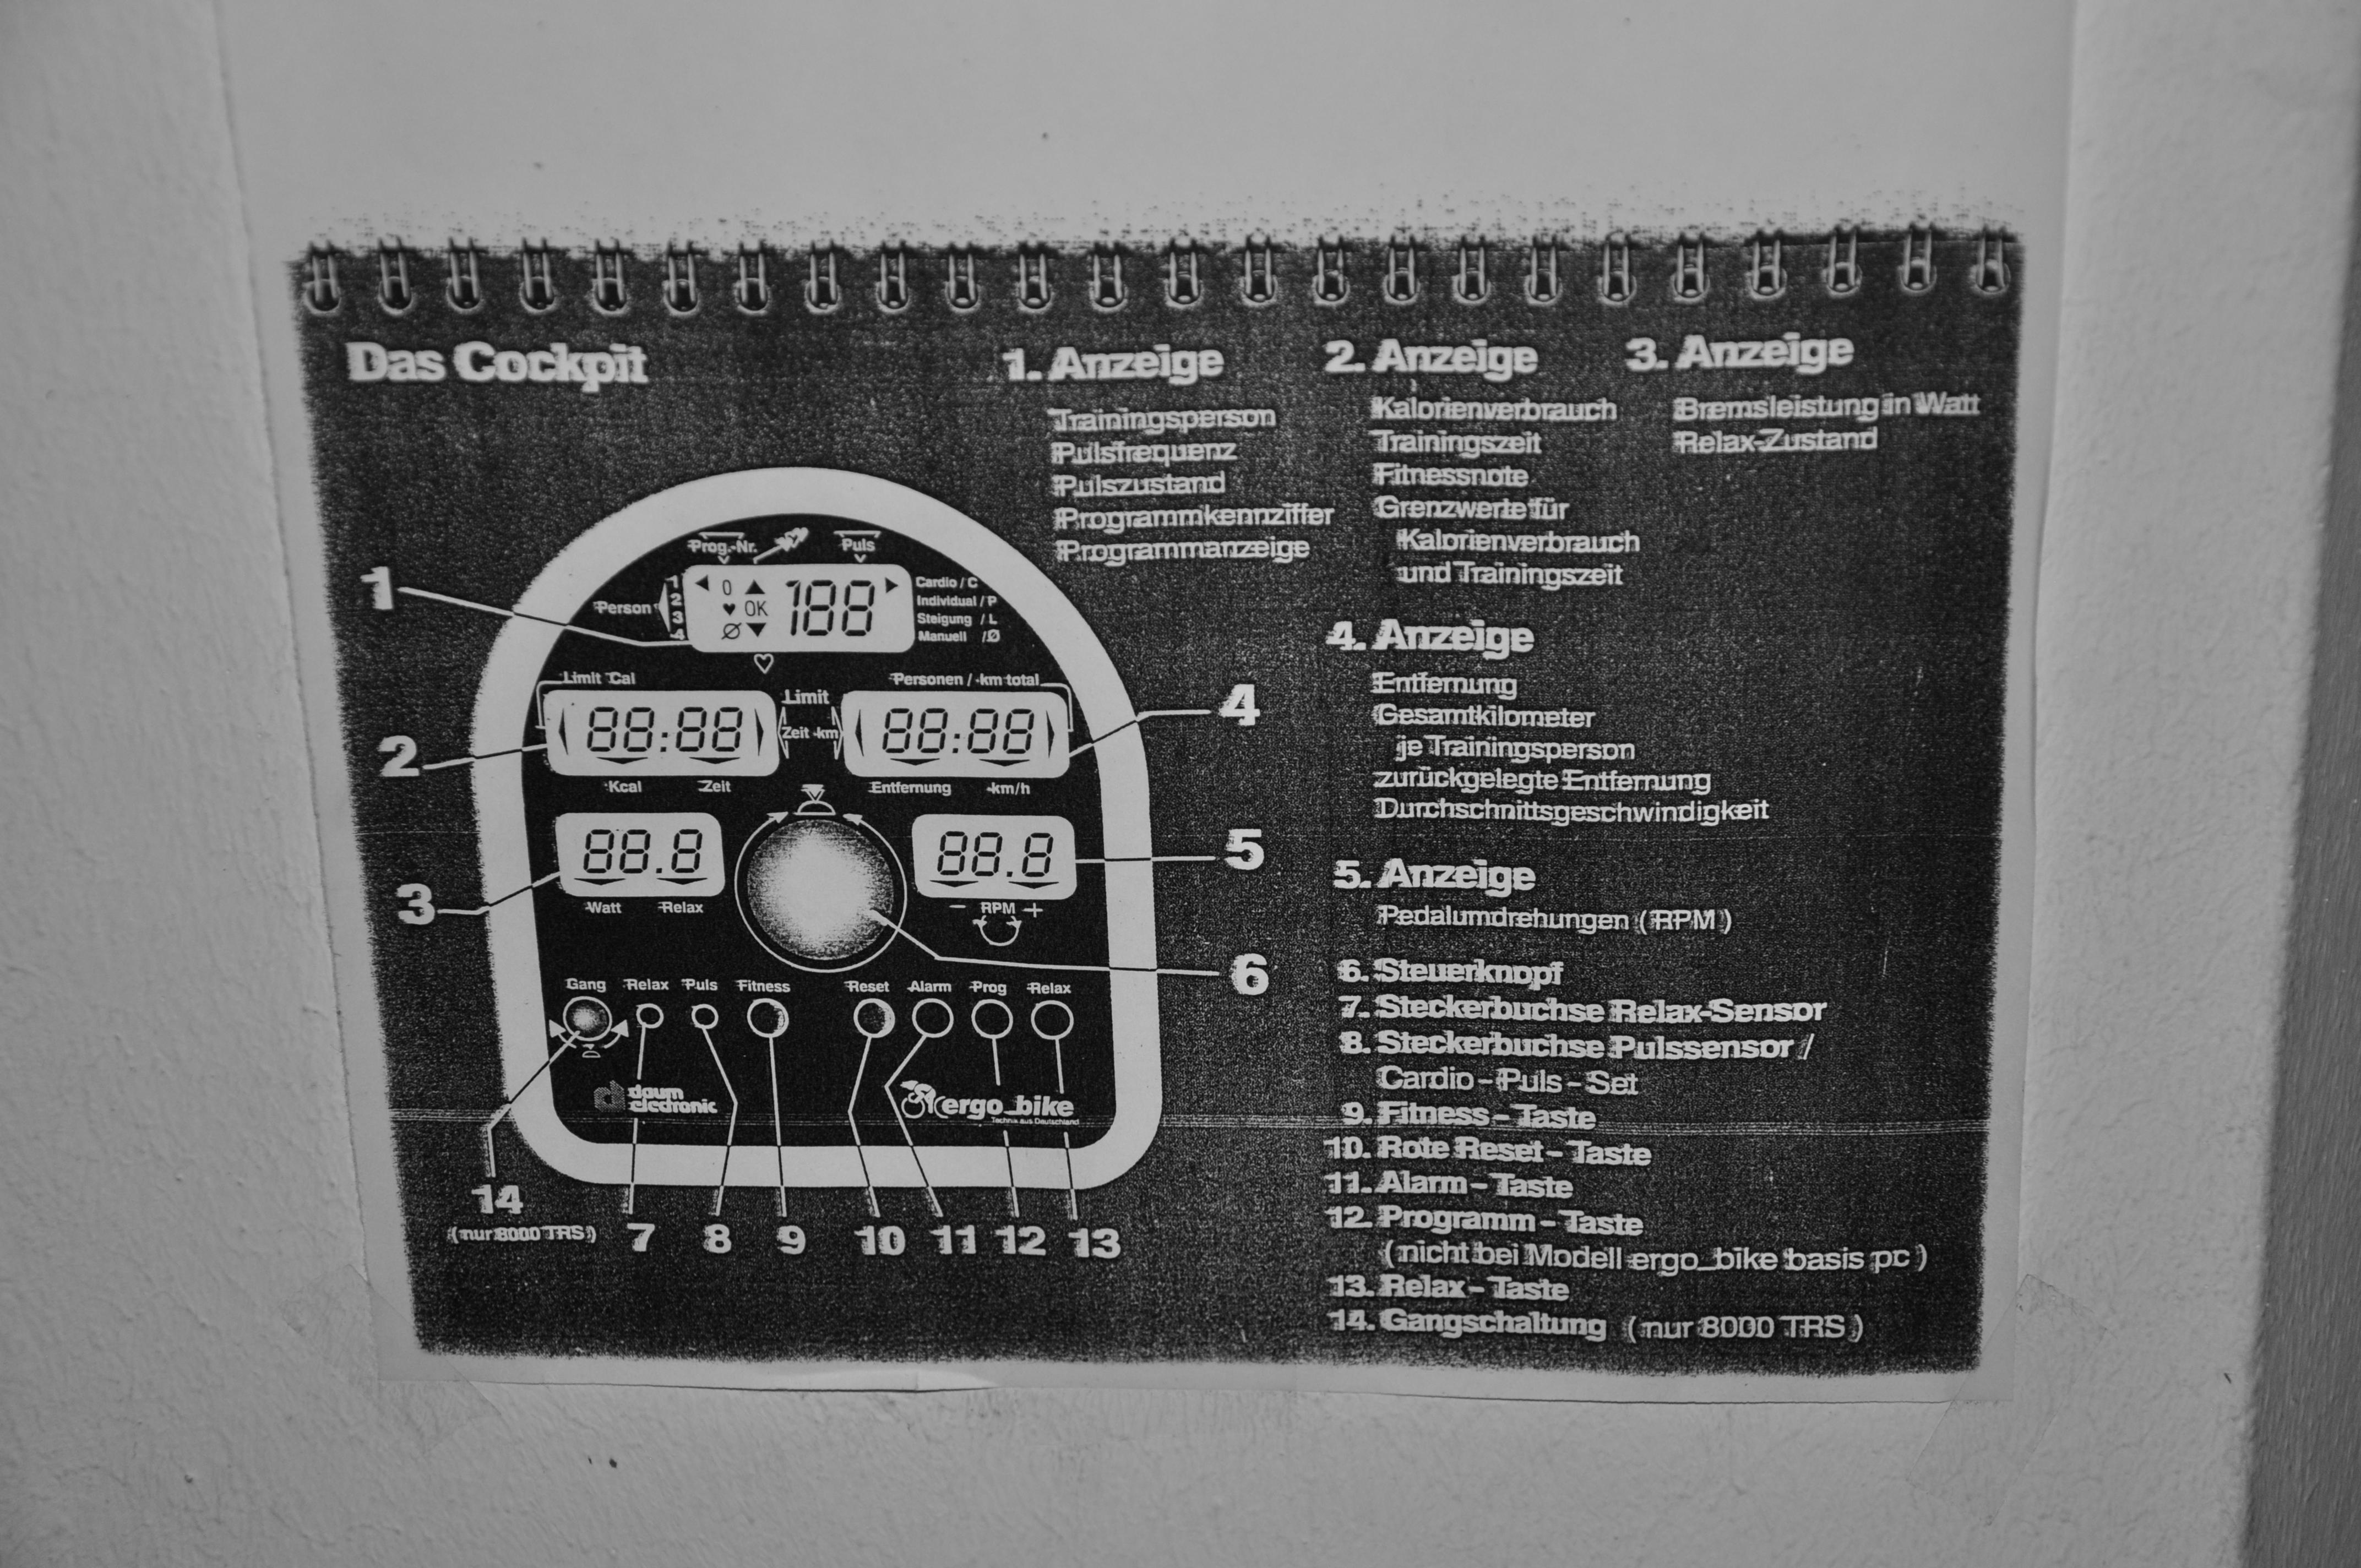 Das Cockpit
Prog.-Nr.
Puls
Person
1
2
3
4
0
OK
188
Cardio / C
Individual / P
Steigung / L
Manuell / Ø
Limit Cal
Limit
Personen / km total
88:88
Zeit km
88:88
Kcal
Zeit
Entfernung
km/h
88.8
88.8
Watt
Relax
− RPM +
Gang
Relax
Puls
Fitness
Reset
Alarm
Prog
Relax
daum
electronic
ergo_bike
Technik aus Deutschland
1
2
3
4
5
6
14
(nur 8000 TRS)
7
8
9
10
11
12
13
1. Anzeige
Trainingsperson
Pulsfrequenz
Pulszustand
Programmkennziffer
Programmanzeige
2. Anzeige
Kalorienverbrauch
Trainingszeit
Fitnessnote
Grenzwerte für
Kalorienverbrauch
und Trainingszeit
3. Anzeige
Bremsleistung in Watt
Relax-Zustand
4. Anzeige
Entfernung
Gesamtkilometer
je Trainingsperson
zurückgelegte Entfernung
Durchschnittsgeschwindigkeit
5. Anzeige
Pedalumdrehungen (RPM)
6. Steuerknopf
7. Steckerbuchse Relax-Sensor
8. Steckerbuchse Pulssensor /
Cardio - Puls - Set
9. Fitness - Taste
10. Rote Reset - Taste
11. Alarm - Taste
12. Programm - Taste
(nicht bei Modell ergo_bike basis pc)
13. Relax - Taste
14. Gangschaltung (nur 8000 TRS)